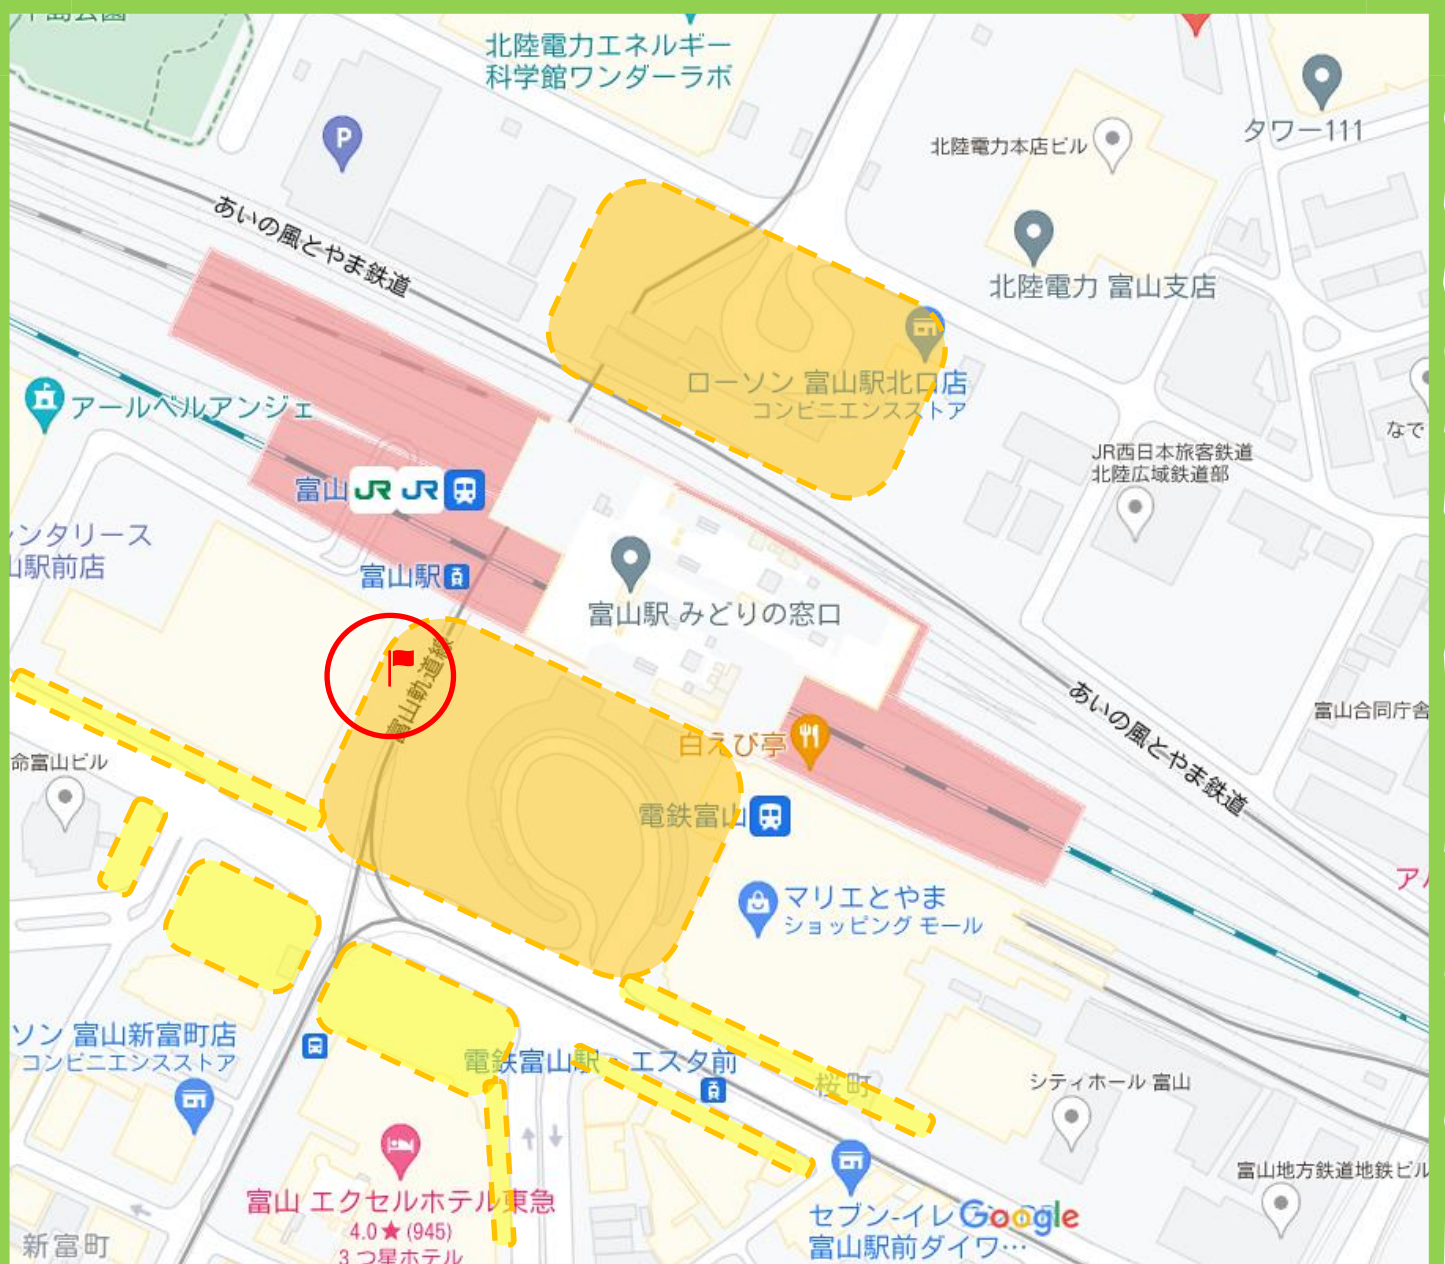 北陸電力エネルギー
科学館ワンダーラボ
P
タワー111
北陸電力本店ビル
あいの風とやま鉄道
北陸電力 富山支店
ローソン 富山駅北口店
コンビニエンスストア
アールベルアンジェ
なで
JR西日本旅客鉄道
北陸広域鉄道部
富山 JR JR
ンタリース
山駅前店
富山駅
富山駅 みどりの窓口
富山軌道線
あいの風とやま鉄道
富山合同庁舎
白えび亭
命富山ビル
電鉄富山
マリエとやま
ショッピング モール
ソン 富山新富町店
コンビニエンスストア
電鉄富山駅・エスタ前
桜町
シティホール 富山
富山地方鉄道地鉄ビル
富山 エクセルホテル東急
4.0★(945)
3 つ星ホテル
セブン-イレ
富山駅前ダイワ…
Google
新富町